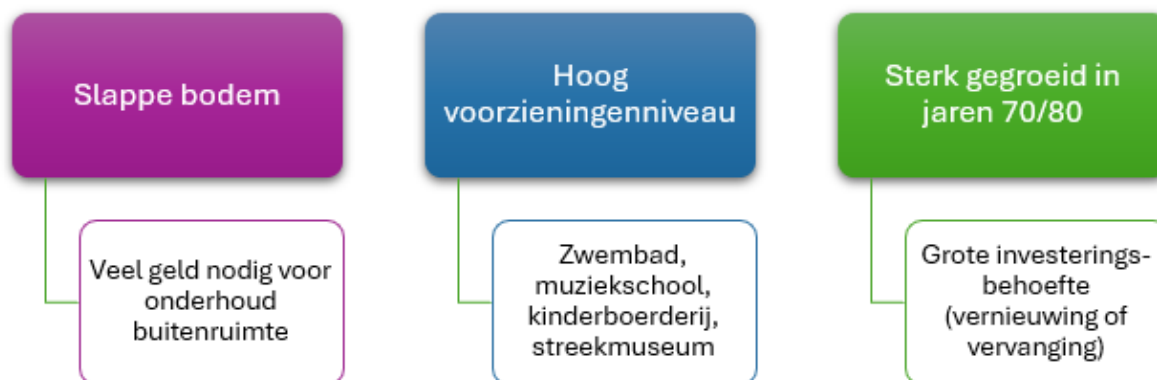 Slappe bodem
Veel geld nodig voor
onderhoud
buitenruimte
Hoog
voorzieningenniveau
Zwembad,
muziekschool,
kinderboerderij,
streekmuseum
Sterk gegroeid in
jaren 70/80
Grote investerings-
behoefte
(vernieuwing of
vervanging)